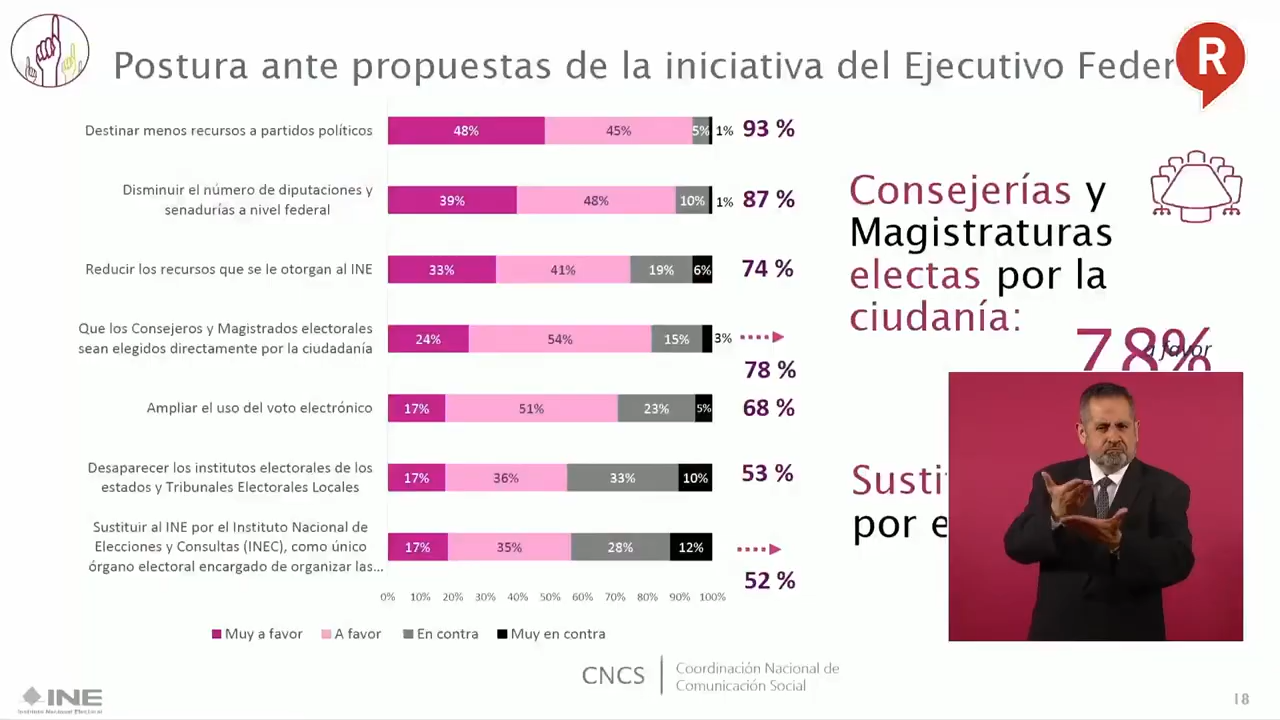 Postura ante propuestas de la iniciativa del Ejecutivo Feder
R
Destinar menos recursos a partidos políticos
48% 45% 5% 1% 93 %
Disminuir el número de diputaciones y
senadurías a nivel federal
39% 48% 10% 1% 87 %
Reducir los recursos que se le otorgan al INE
33% 41% 19% 6% 74 %
Que los Consejeros y Magistrados electorales
sean elegidos directamente por la ciudadanía
24% 54% 15% 3%
78 %
Ampliar el uso del voto electrónico
17% 51% 23% 5% 68 %
Desaparecer los institutos electorales de los
estados y Tribunales Electorales Locales
17% 36% 33% 10% 53 %
Sustituir al INE por el Instituto Nacional de
Elecciones y Consultas (INEC), como único
órgano electoral encargado de organizar las...
17% 35% 28% 12%
52 %
0% 10% 20% 30% 40% 50% 60% 70% 80% 90% 100%
Muy a favor A favor En contra Muy en contra
Consejerías y
Magistraturas
electas por la
ciudanía:
78%
a favor
Susti
por e
CNCS
Coordinación Nacional de
Comunicación Social
INE
Instituto Nacional Electoral
18